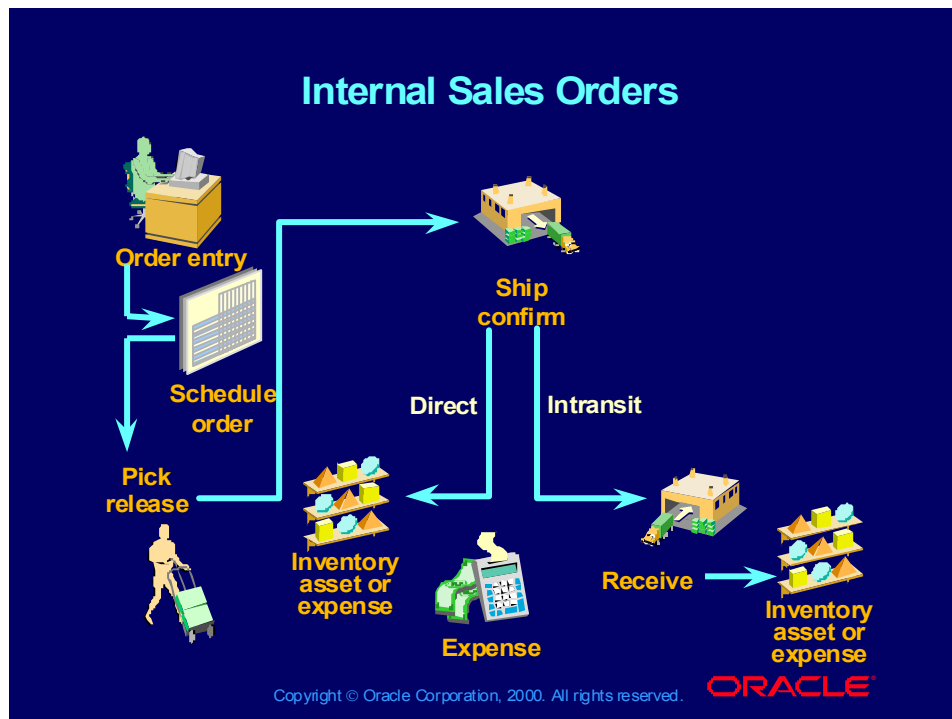 Internal Sales Orders
Order entry
Ship
confirm
Schedule
order
Direct
Intransit
Pick
release
Inventory
asset or
expense
Expense
Receive
Inventory
asset or
expense
Copyright © Oracle Corporation, 2000. All rights reserved.
ORACLE®